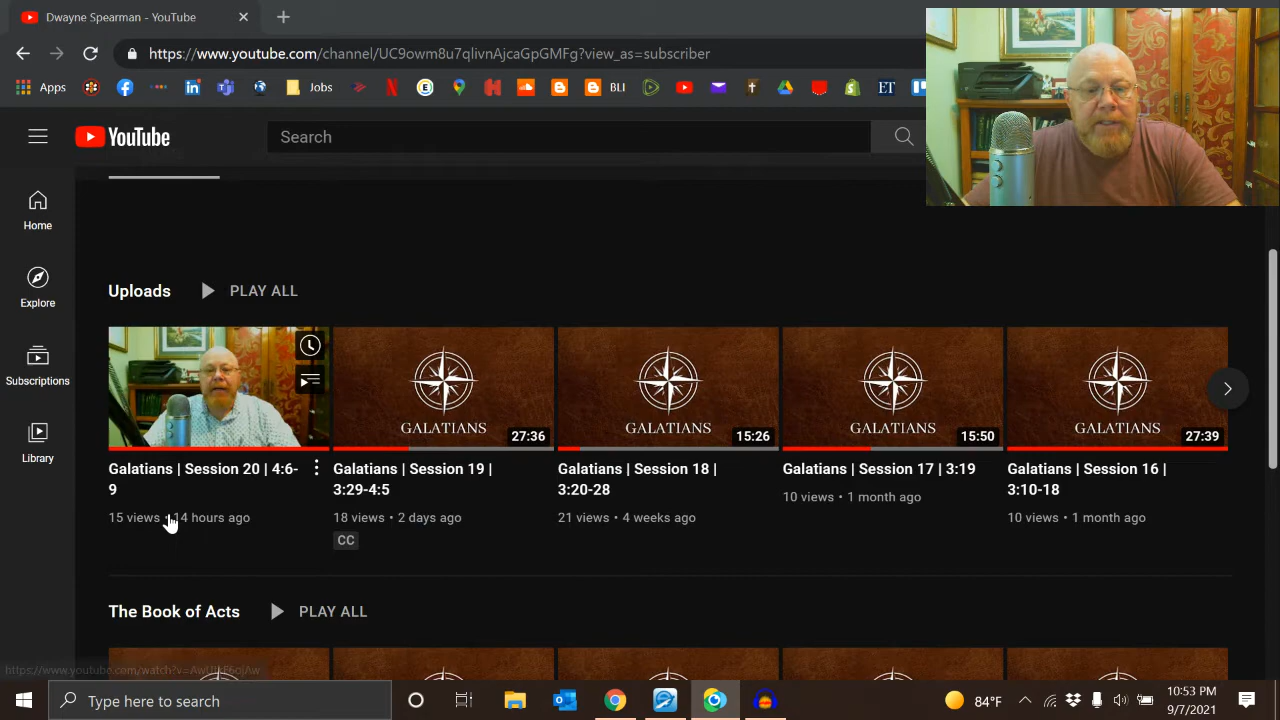 Dwayne Spearman - YouTube
https://www.youtube.com/channel/UC9owm8u7qlivnAjcaGpGMFg?view_as=subscriber
Apps
Jobs
BLI
ET
YouTube
Search
Home
Explore
Subscriptions
Library
Uploads PLAY ALL
GALATIANS GALATIANS GALATIANS GALATIANS
27:36 15:26 15:50 27:39
Galatians | Session 20 | 4:6-
9
15 views • 14 hours ago
Galatians | Session 19 |
3:29-4:5
18 views • 2 days ago
CC
Galatians | Session 18 |
3:20-28
21 views • 4 weeks ago
Galatians | Session 17 | 3:19
10 views • 1 month ago
Galatians | Session 16 |
3:10-18
10 views • 1 month ago
The Book of Acts PLAY ALL
Type here to search
84°F
10:53 PM
9/7/2021